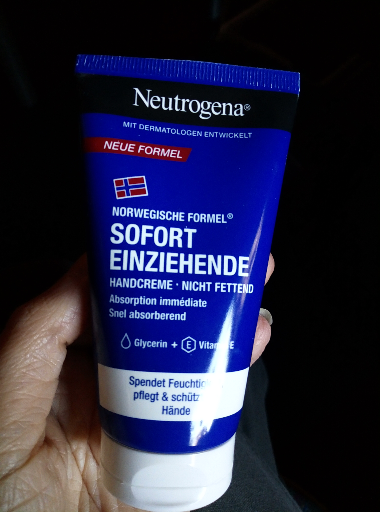 Neutrogena®
MIT DERMATOLOGEN ENTWICKELT
NEUE FORMEL
NORWEGISCHE FORMEL®
SOFORT
EINZIEHENDE
HANDCREME · NICHT FETTEND
Absorption immédiate
Snel absorberend
Glycerin + E
Spendet
pflegt &
Hände